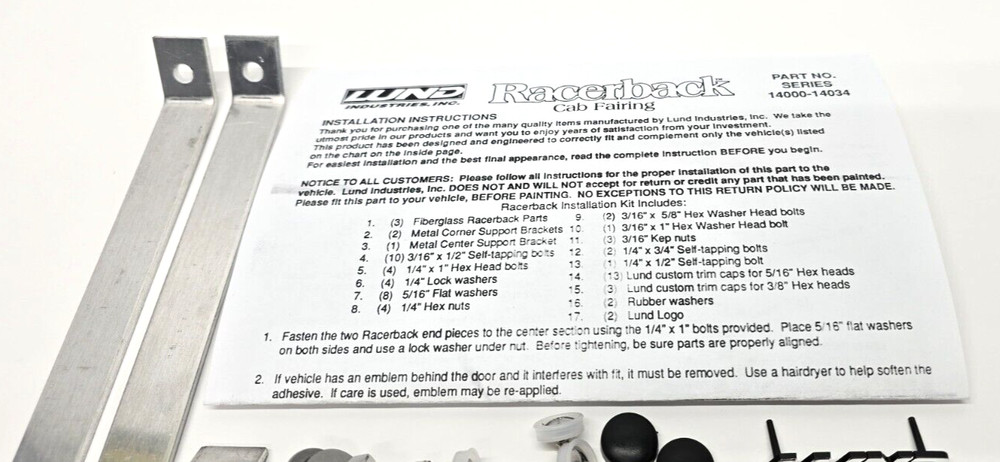 LUND
INDUSTRIES, INC.
Racerback™
Cab Fairing
PART NO.
SERIES
14000-14034
INSTALLATION INSTRUCTIONS
Thank you for purchasing one of the many quality items manufactured by Lund Industries, Inc. We take the
utmost pride in our products and want you to enjoy years of satisfaction from your investment.
This product has been designed and engineered to correctly fit and complement only the vehicle(s) listed
on the chart on the inside page.
For easiest installation and the best final appearance, read the complete instruction BEFORE you begin.
NOTICE TO ALL CUSTOMERS: Please follow all instructions for the proper installation of this part to the
vehicle. Lund Industries, Inc. DOES NOT AND WILL NOT accept for return or credit any part that has been painted.
Please fit this part to your vehicle, BEFORE PAINTING. NO EXCEPTIONS TO THIS RETURN POLICY WILL BE MADE.
Racerback Installation Kit Includes:
1. (3) Fiberglass Racerback Parts
2. (2) Metal Corner Support Brackets
3. (1) Metal Center Support Bracket
4. (10) 3/16" x 1/2" Self-tapping bolts
5. (4) 1/4" x 1" Hex Head bolts
6. (4) 1/4" Lock washers
7. (8) 5/16" Flat washers
8. (4) 1/4" Hex nuts
9. (2) 3/16" x 5/8" Hex Washer Head bolts
10. (1) 3/16" x 1" Hex Washer Head bolt
11. (3) 3/16" Kep nuts
12. (2) 1/4" x 3/4" Self-tapping bolts
13. (1) 1/4" x 1/2" Self-tapping bolt
14. (13) Lund custom trim caps for 5/16" Hex heads
15. (3) Lund custom trim caps for 3/8" Hex heads
16. (2) Rubber washers
17. (2) Lund Logo
1. Fasten the two Racerback end pieces to the center section using the 1/4" x 1" bolts provided. Place 5/16" flat washers
on both sides and use a lock washer under nut. Before tightening, be sure parts are properly aligned.
2. If vehicle has an emblem behind the door and it interferes with fit, it must be removed. Use a hairdryer to help soften the
adhesive. If care is used, emblem may be re-applied.